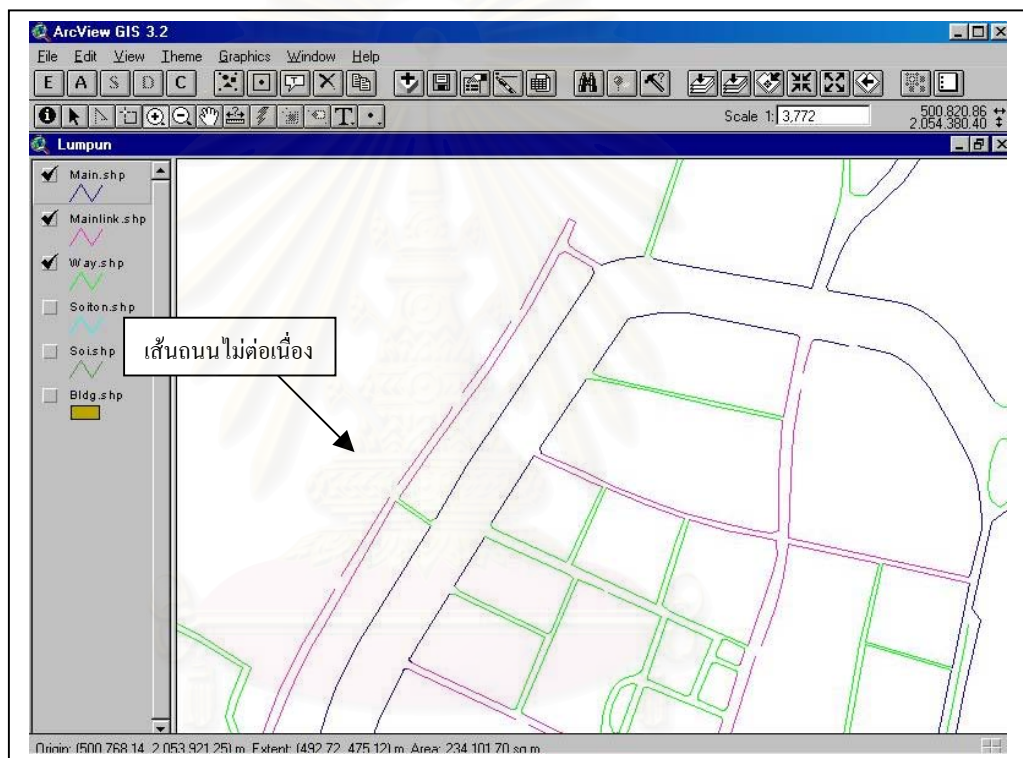 ArcView GIS 3.2
File Edit View Theme Graphics Window Help
E A S D C
Scale 1: 3,772
500,820.86
2,054,380.40
Lumpun
Main.shp
Mainlink.shp
Way.shp
Soiton.shp
Soi.shp
Bldg.shp
เส้นถนนไม่ต่อเนื่อง
Origin: (500,768.14, 2,053,921.25) m Extent: (492.72, 475.12) m Area: 234,101.70 sq m